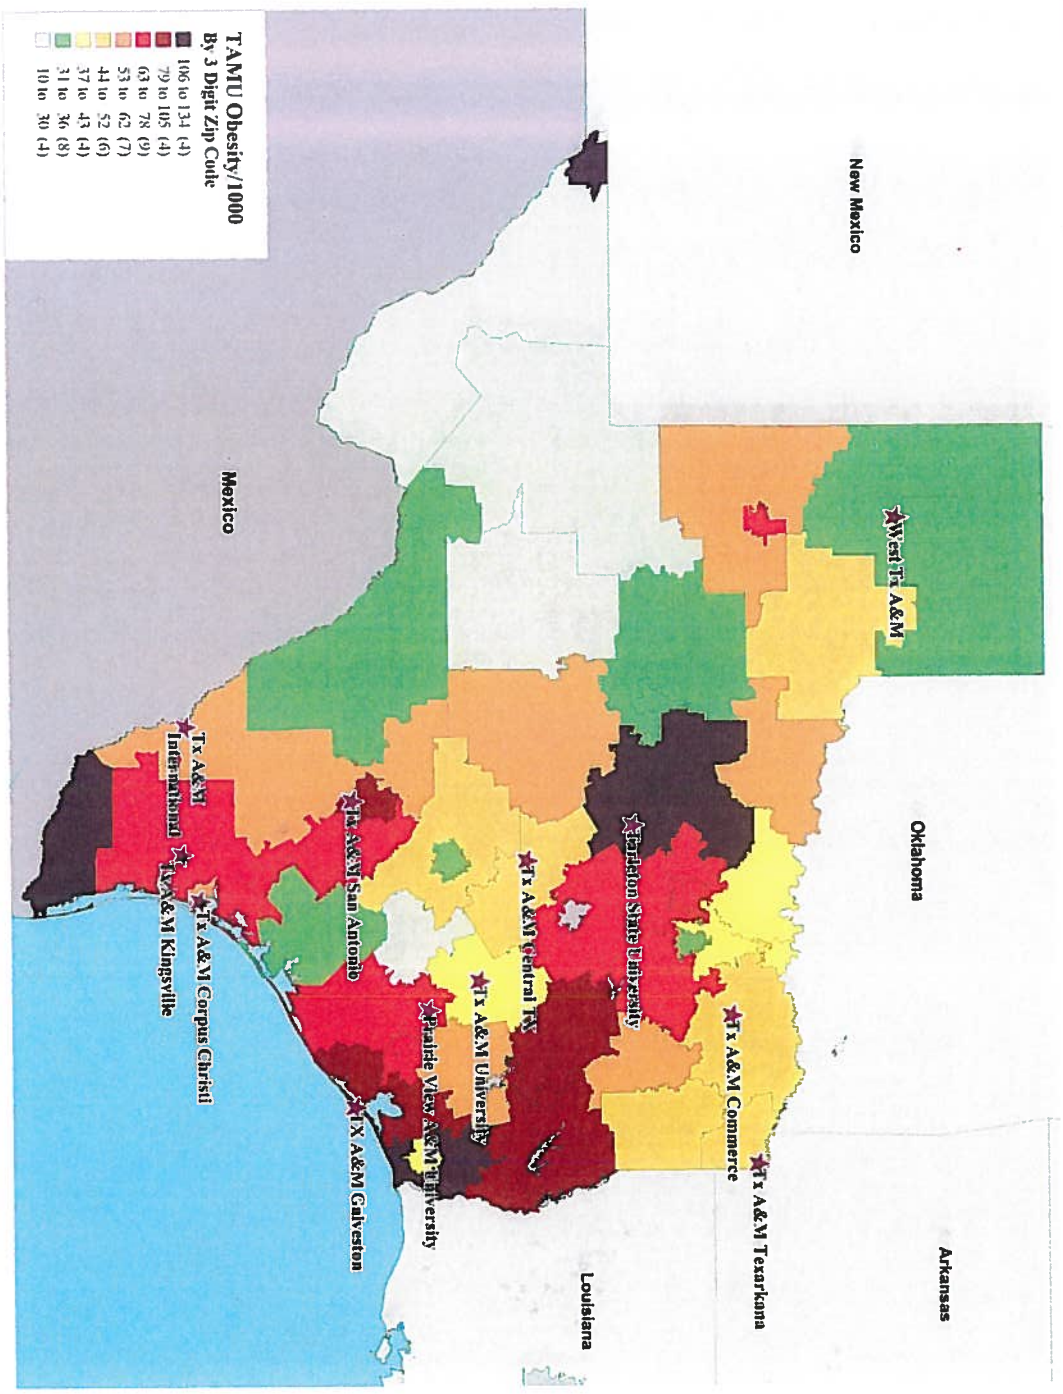 TAMU Obesity/1000
By 3 Digit Zip Code
106 to 134 (4)
79 to 105 (4)
63 to 78 (9)
53 to 62 (7)
44 to 52 (6)
37 to 43 (4)
31 to 36 (8)
10 to 30 (4)
New Mexico
Oklahoma
Arkansas
Louisiana
Mexico
West Tx A&M
Tarleton State University
Tx A&M Commerce
Tx A&M Texarkana
Tx A&M Central TX
Tx A&M University
Prairie View A&M University
Tx A&M San Antonio
TX A&M Galveston
Tx A&M
International
Tx A&M Corpus Christi
Tx A&M Kingsville